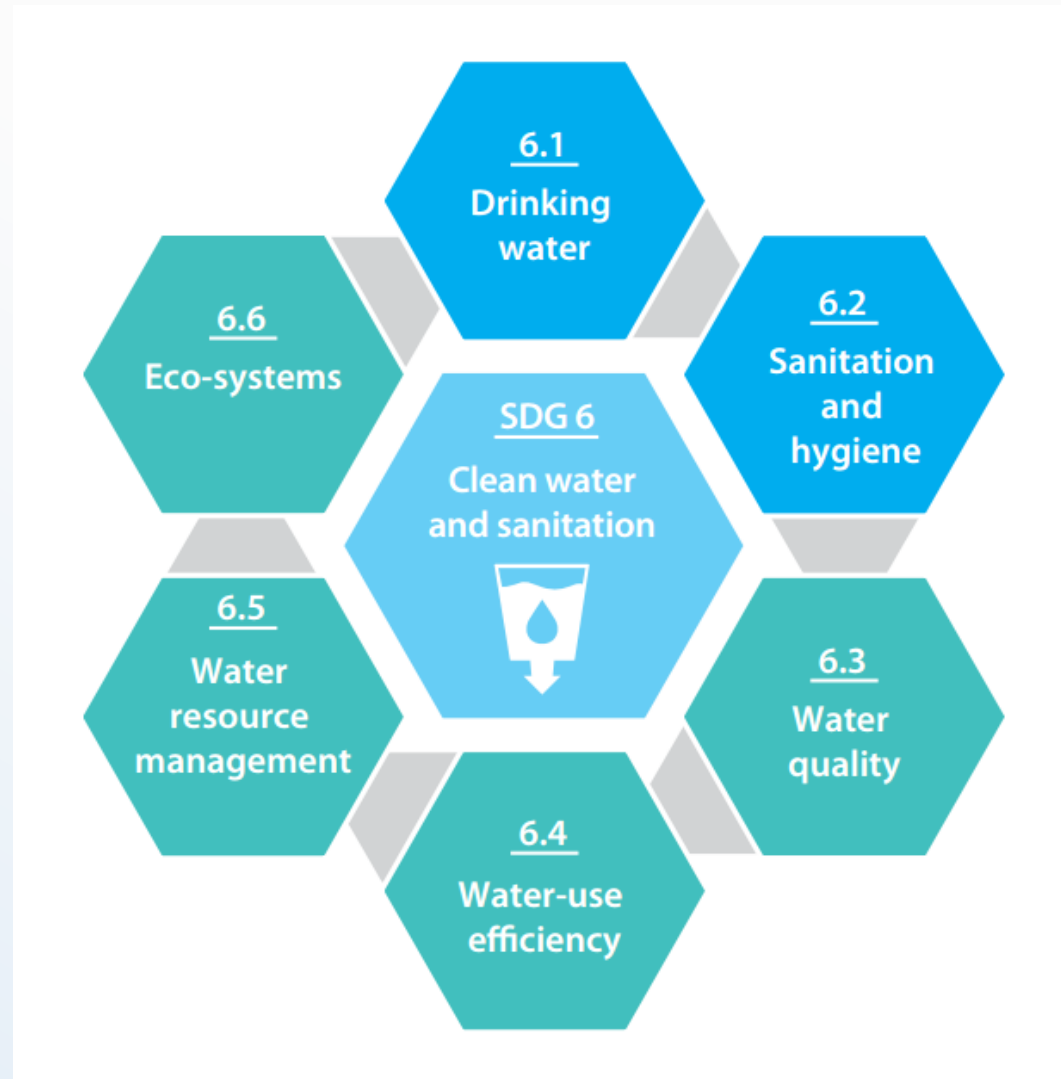 6.1
Drinking
water
6.2
Sanitation
and
hygiene
6.3
Water
quality
6.4
Water-use
efficiency
6.5
Water
resource
management
6.6
Eco-systems
SDG 6
Clean water
and sanitation